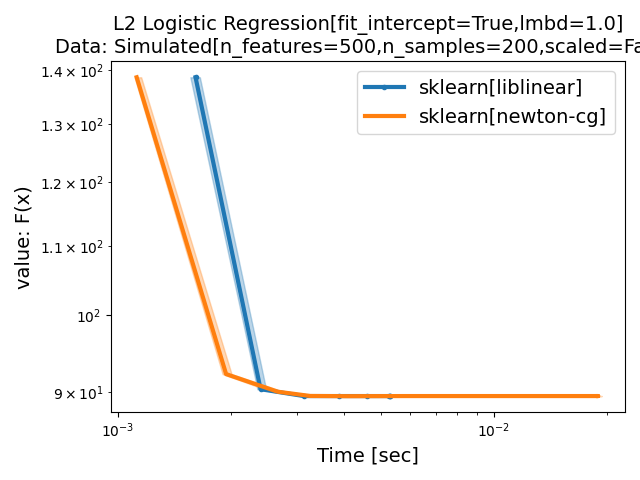 L2 Logistic Regression[fit_intercept=True,lmbd=1.0]
Data: Simulated[n_features=500,n_samples=200,scaled=Fa
sklearn[liblinear]
sklearn[newton-cg]
1.4 × 10²
1.3 × 10²
1.2 × 10²
1.1 × 10²
10²
9 × 10¹
value: F(x)
10⁻³
10⁻²
Time [sec]